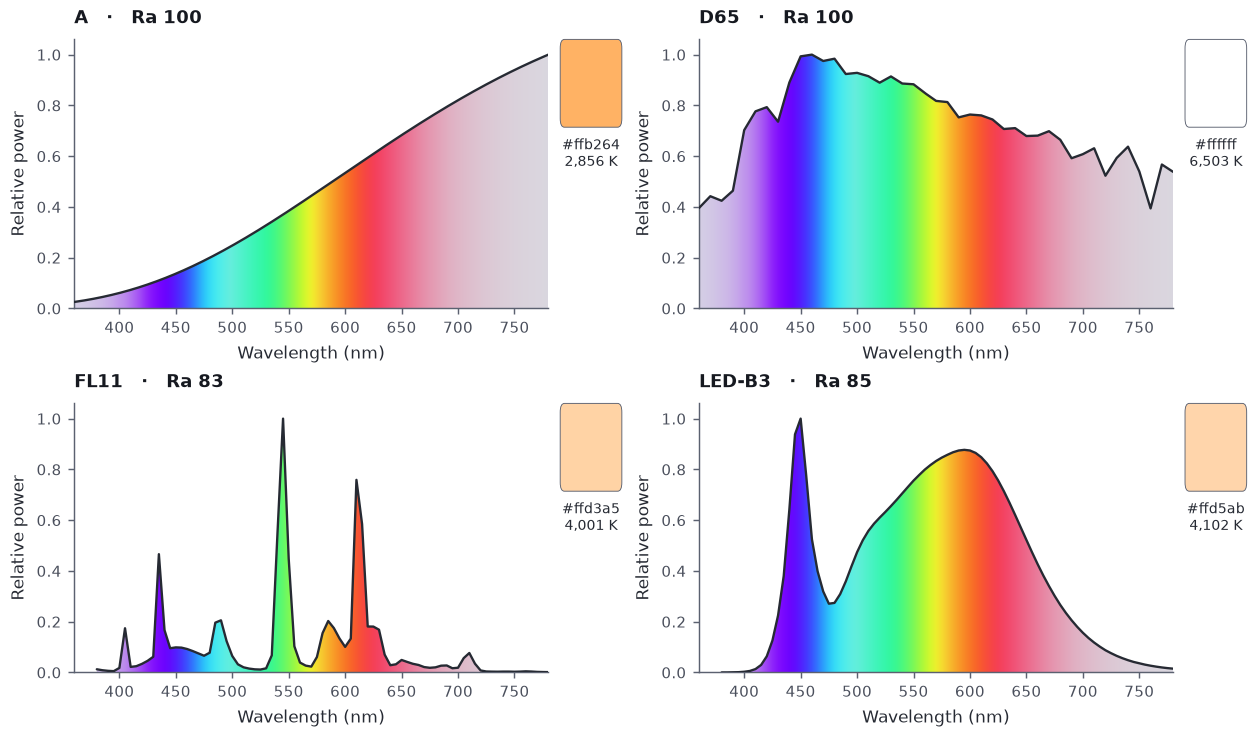 A · Ra 100
Relative power
1.0
0.8
0.6
0.4
0.2
0.0
400 450 500 550 600 650 700 750
Wavelength (nm)
#ffb264
2,856 K
D65 · Ra 100
Relative power
1.0
0.8
0.6
0.4
0.2
0.0
400 450 500 550 600 650 700 750
Wavelength (nm)
#ffffff
6,503 K
FL11 · Ra 83
Relative power
1.0
0.8
0.6
0.4
0.2
0.0
400 450 500 550 600 650 700 750
Wavelength (nm)
#ffd3a5
4,001 K
LED-B3 · Ra 85
Relative power
1.0
0.8
0.6
0.4
0.2
0.0
400 450 500 550 600 650 700 750
Wavelength (nm)
#ffd5ab
4,102 K